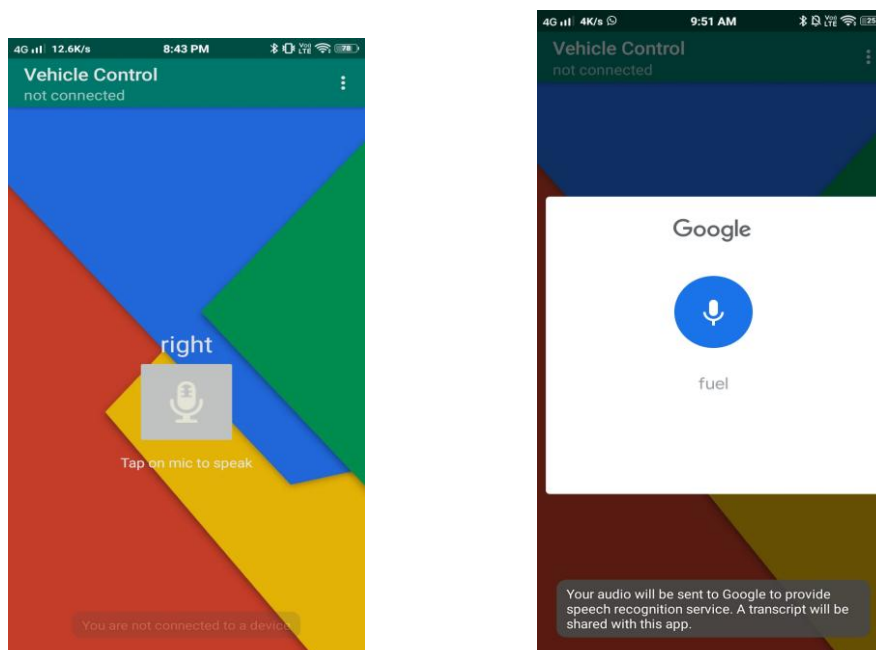 4G 12.6K/s 8:43 PM VoLTE 78
Vehicle Control
not connected
right
Tap on mic to speak
You are not connected to a device
4G 4K/s 9:51 AM VoLTE 25
Vehicle Control
not connected
Google
fuel
Your audio will be sent to Google to provide
speech recognition service. A transcript will be
shared with this app.